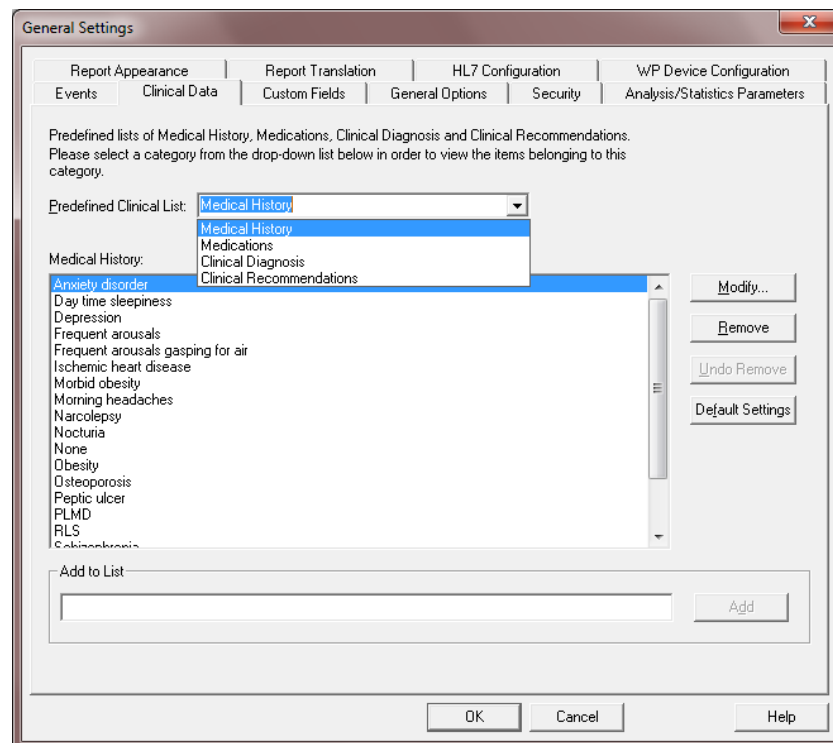 General Settings
Report Appearance Report Translation HL7 Configuration WP Device Configuration
Events Clinical Data Custom Fields General Options Security Analysis/Statistics Parameters
Predefined lists of Medical History, Medications, Clinical Diagnosis and Clinical Recommendations.
Please select a category from the drop-down list below in order to view the items belonging to this
category.
Predefined Clinical List: Medical History
Medical History
Medications
Clinical Diagnosis
Clinical Recommendations
Medical History:
Anxiety disorder
Day time sleepiness
Depression
Frequent arousals
Frequent arousals gasping for air
Ischemic heart disease
Morbid obesity
Morning headaches
Narcolepsy
Nocturia
None
Obesity
Osteoporosis
Peptic ulcer
PLMD
RLS
Schizophrenia
Modify...
Remove
Undo Remove
Default Settings
Add to List
Add
OK Cancel Help